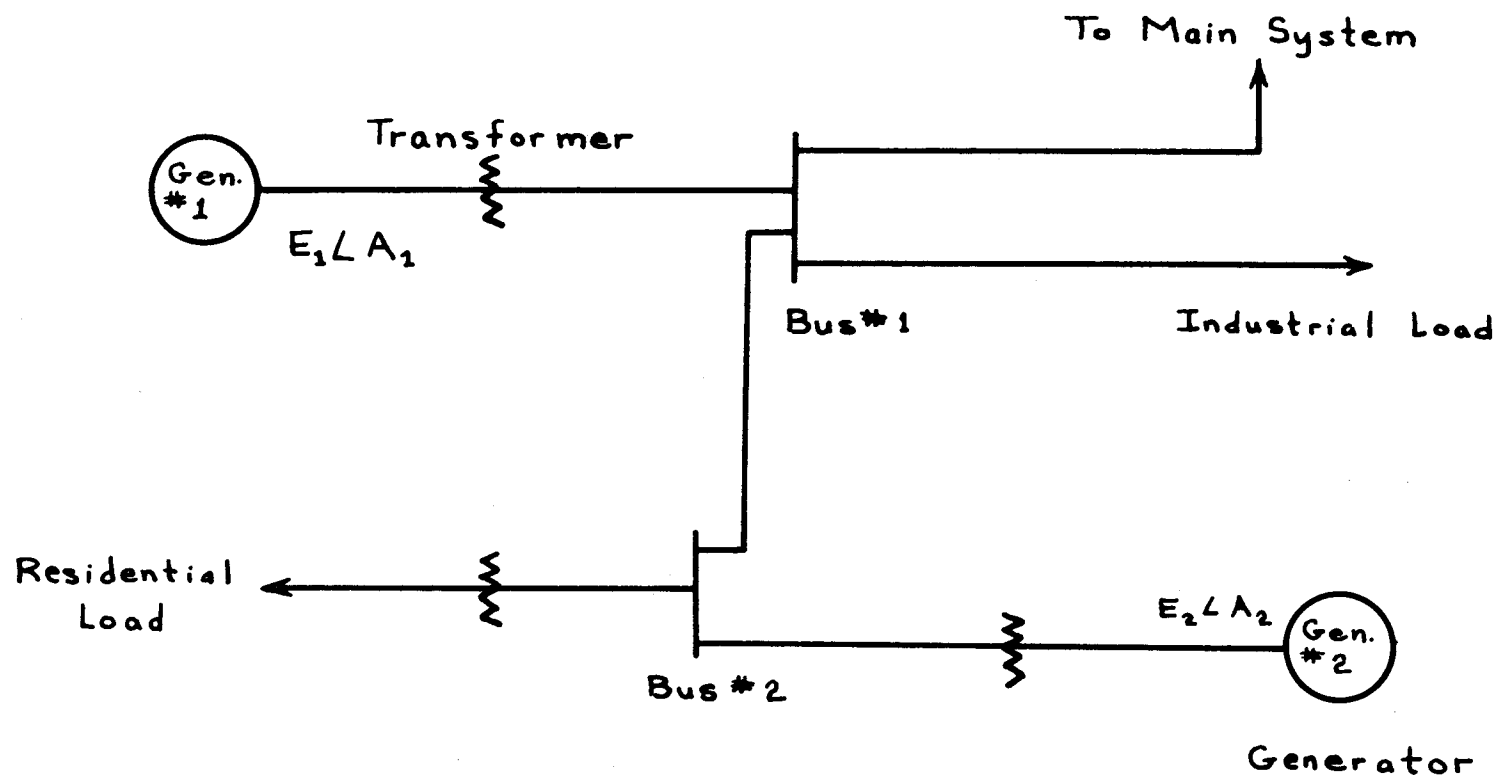 To Main System
Transformer
Gen.
#1
E₁∠A₁
Bus #1
Industrial Load
Residential
Load
E₂∠A₂
Gen.
#2
Bus #2
Generator